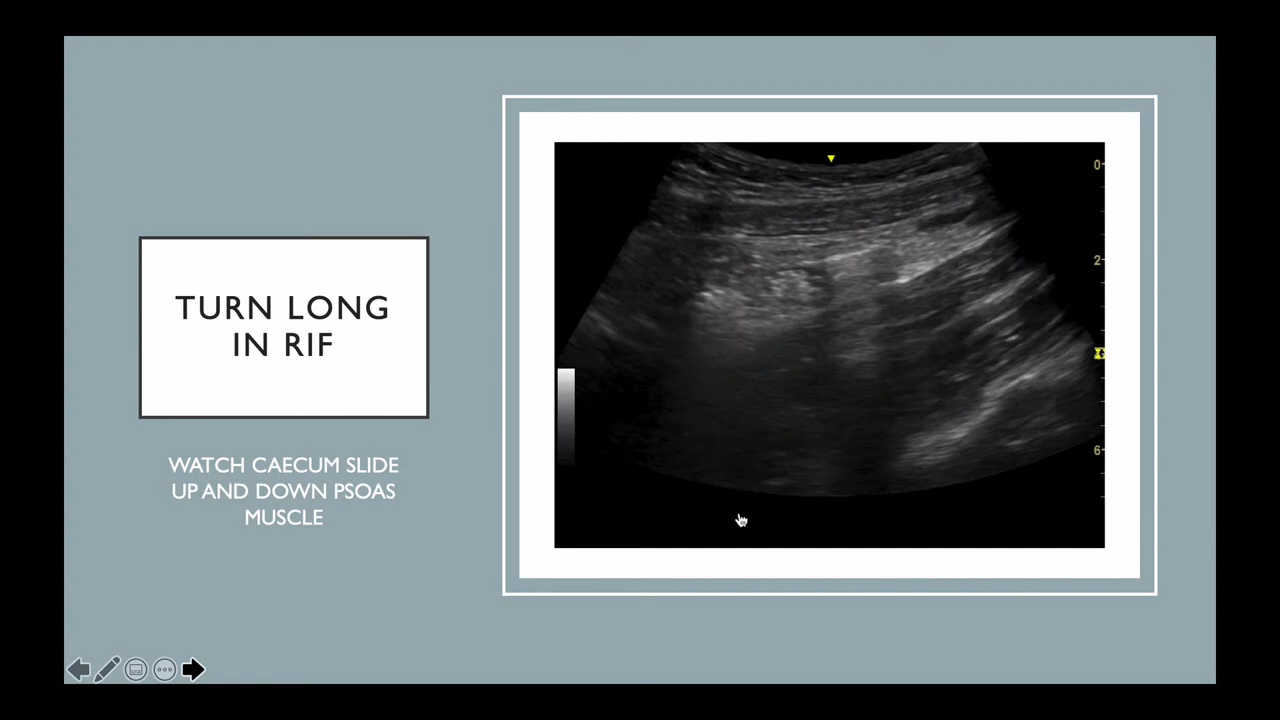 TURN LONG
IN RIF
WATCH CAECUM SLIDE
UP AND DOWN PSOAS
MUSCLE
0
2
6